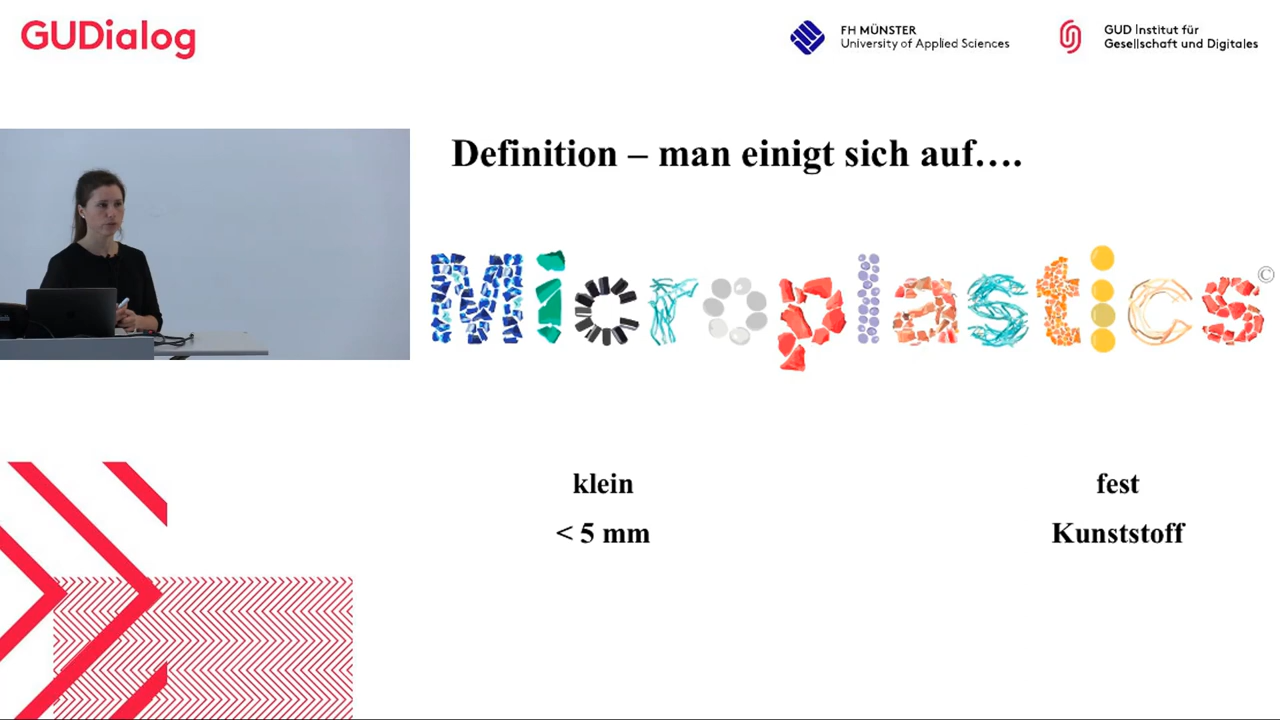 GUDialog
FH MÜNSTER
University of Applied Sciences
GUD Institut für
Gesellschaft und Digitales
Definition – man einigt sich auf….
Microplastics©
klein
< 5 mm
fest
Kunststoff